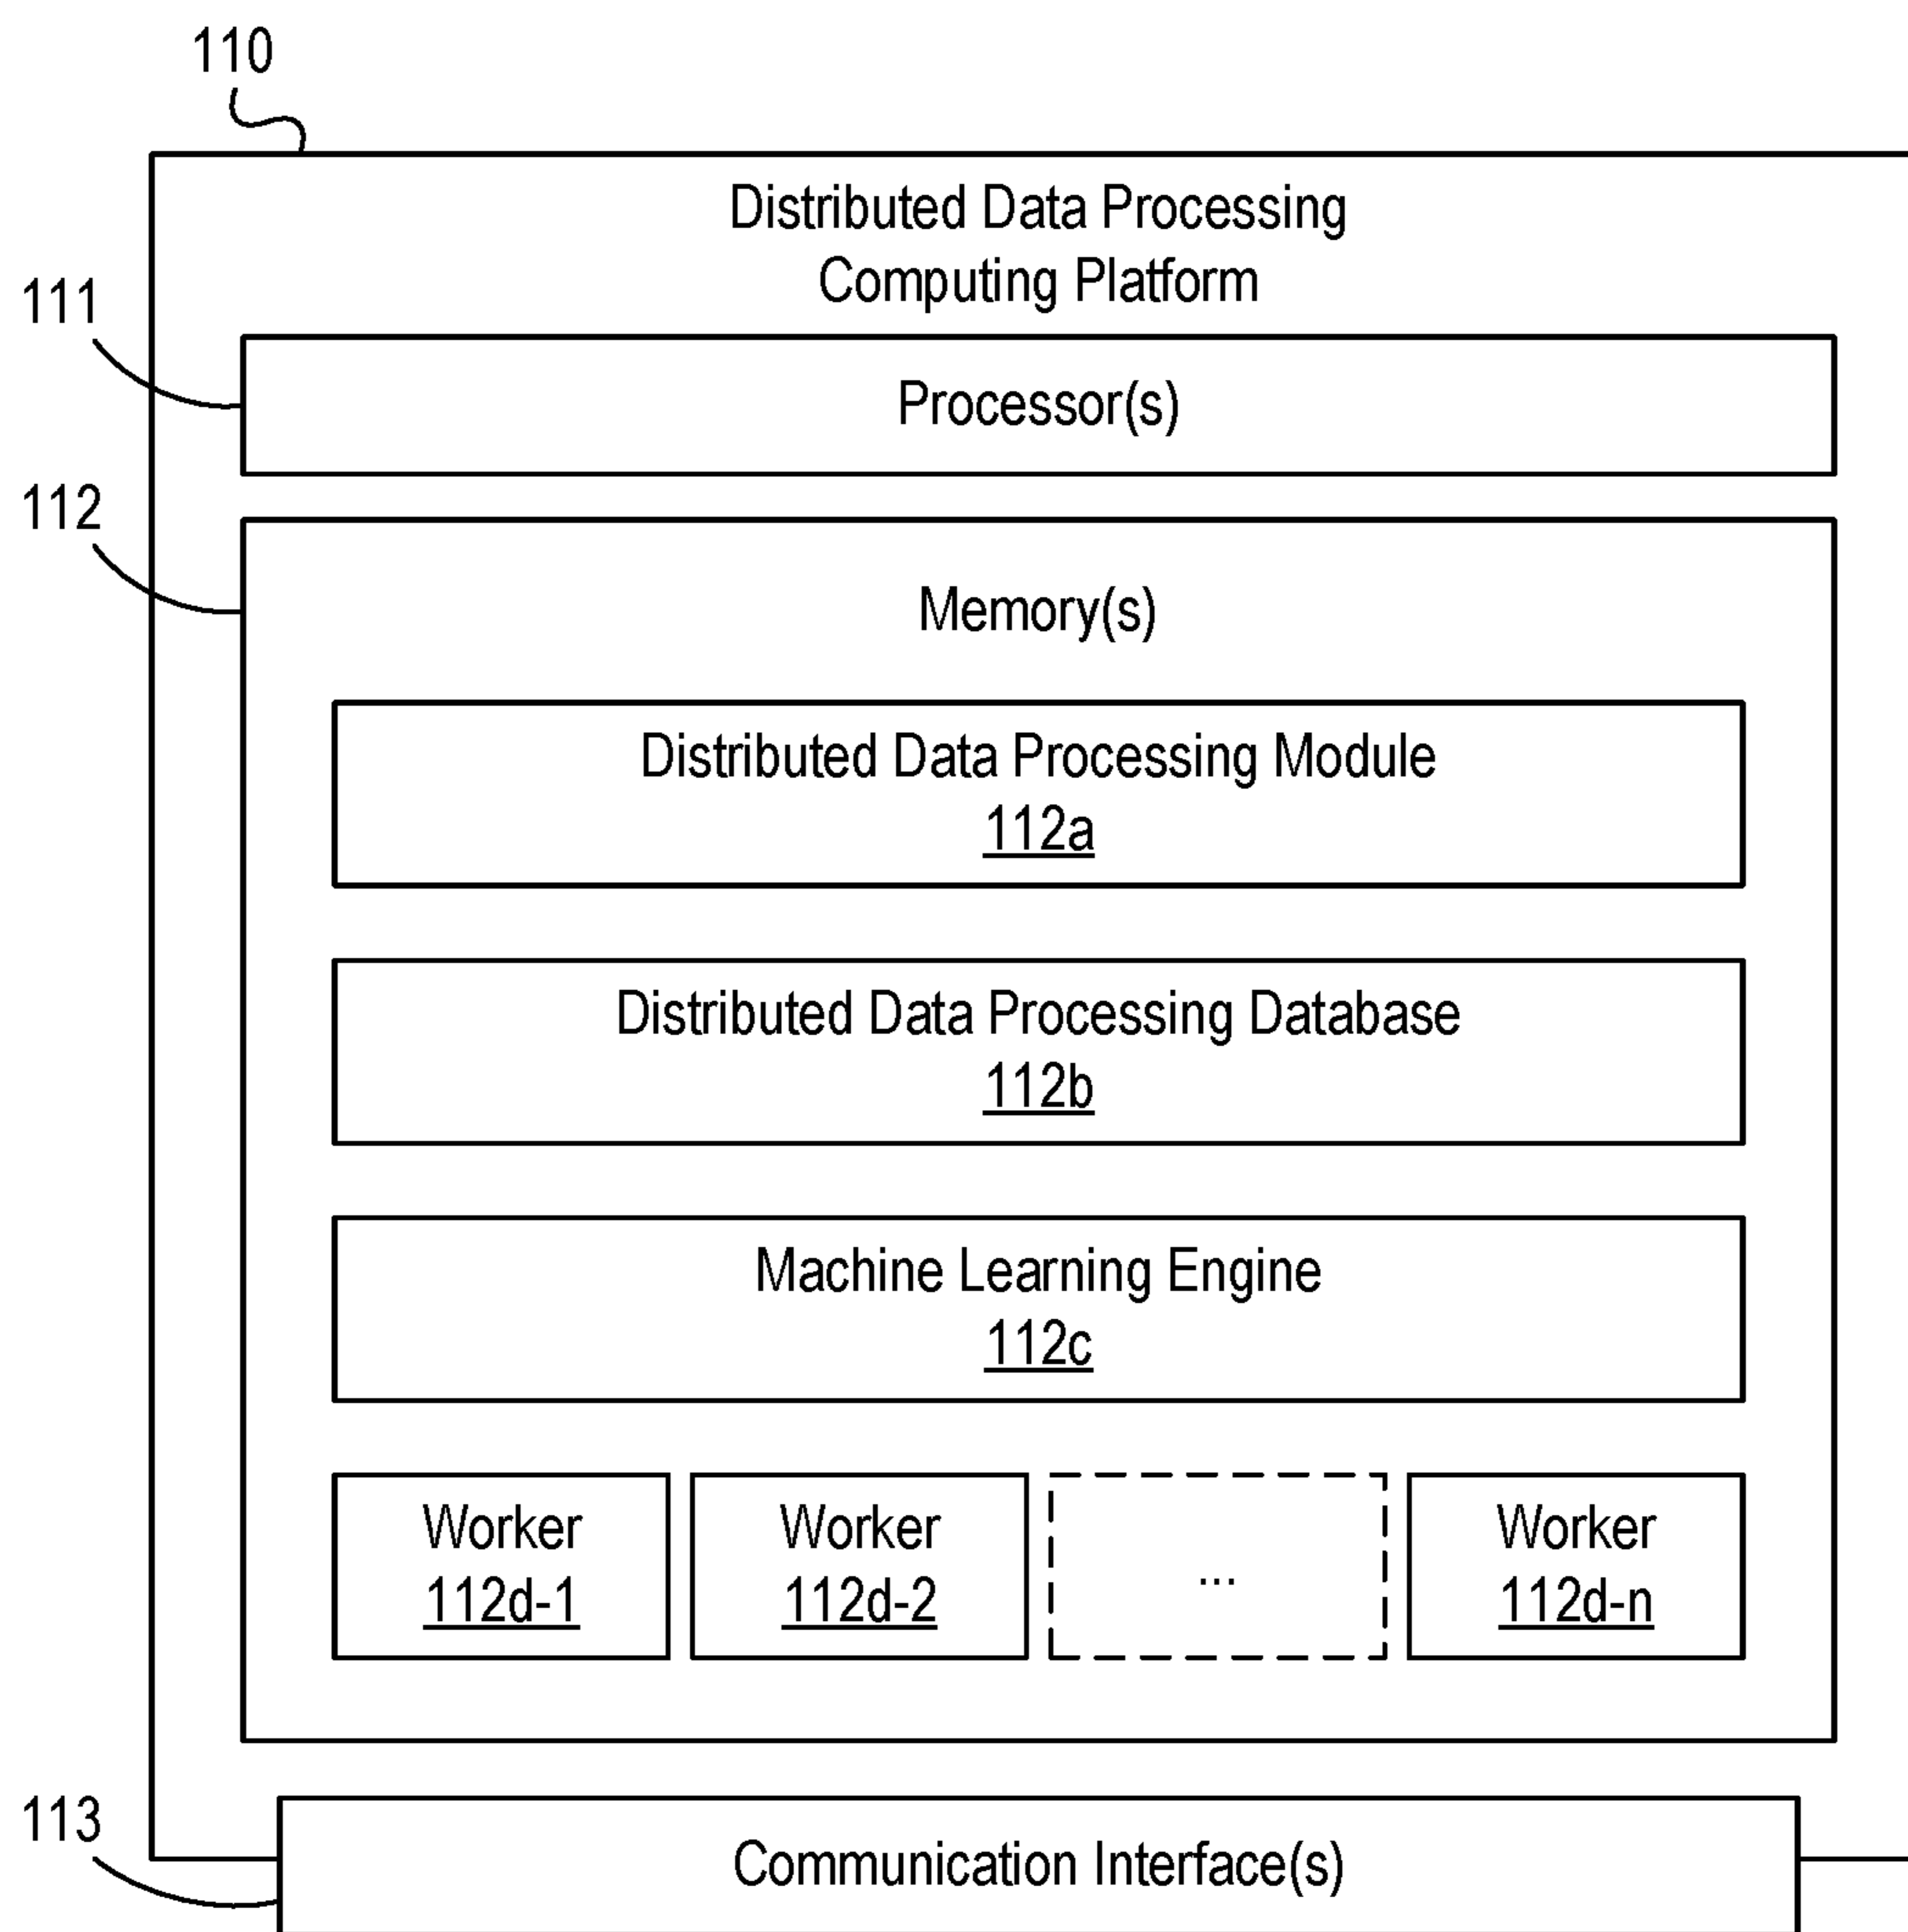 110
Distributed Data Processing
Computing Platform
111
Processor(s)
112
Memory(s)
Distributed Data Processing Module
112a
Distributed Data Processing Database
112b
Machine Learning Engine
112c
Worker
112d-1
Worker
112d-2
...
Worker
112d-n
113
Communication Interface(s)